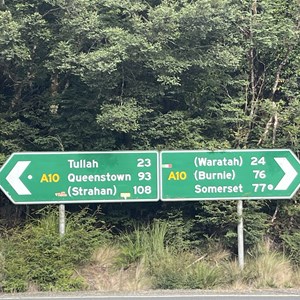 Tullah 23
A10 Queenstown 93
(Strahan) 108
(Waratah) 24
A10 (Burnie) 76
Somerset 77